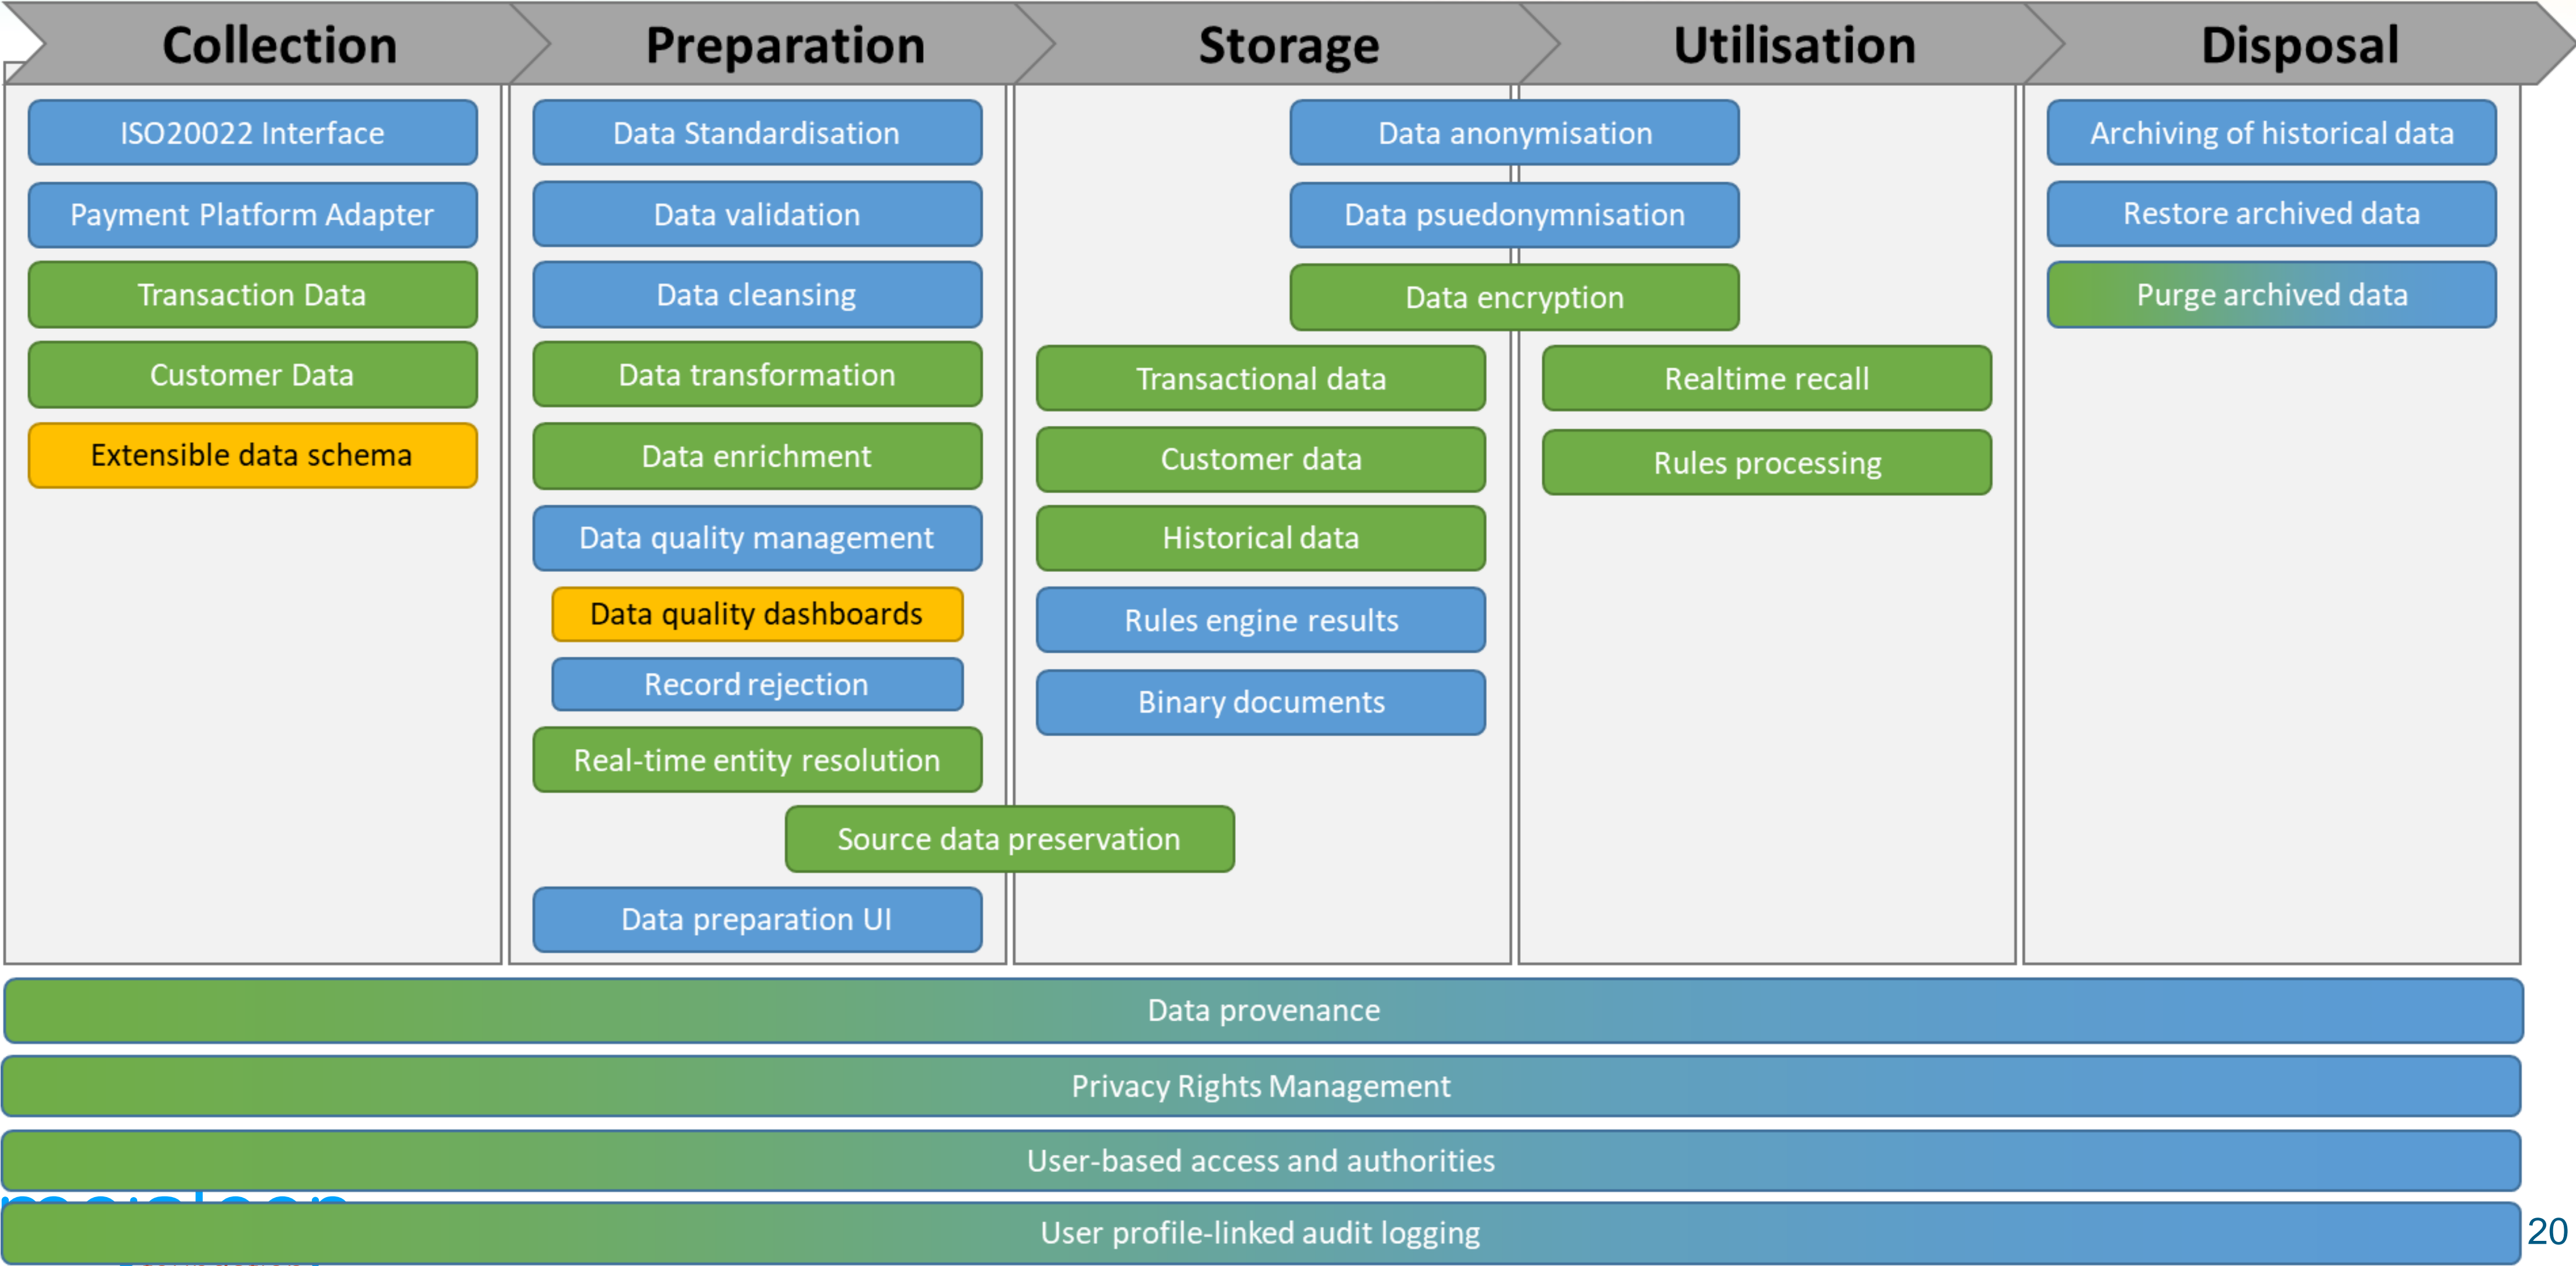 Collection
Preparation
Storage
Utilisation
Disposal
ISO20022 Interface
Payment Platform Adapter
Transaction Data
Customer Data
Extensible data schema
Data Standardisation
Data validation
Data cleansing
Data transformation
Data enrichment
Data quality management
Data quality dashboards
Record rejection
Real-time entity resolution
Source data preservation
Data preparation UI
Data anonymisation
Data psuedonymnisation
Data encryption
Transactional data
Customer data
Historical data
Rules engine results
Binary documents
Realtime recall
Rules processing
Archiving of historical data
Restore archived data
Purge archived data
Data provenance
Privacy Rights Management
User-based access and authorities
User profile-linked audit logging
20